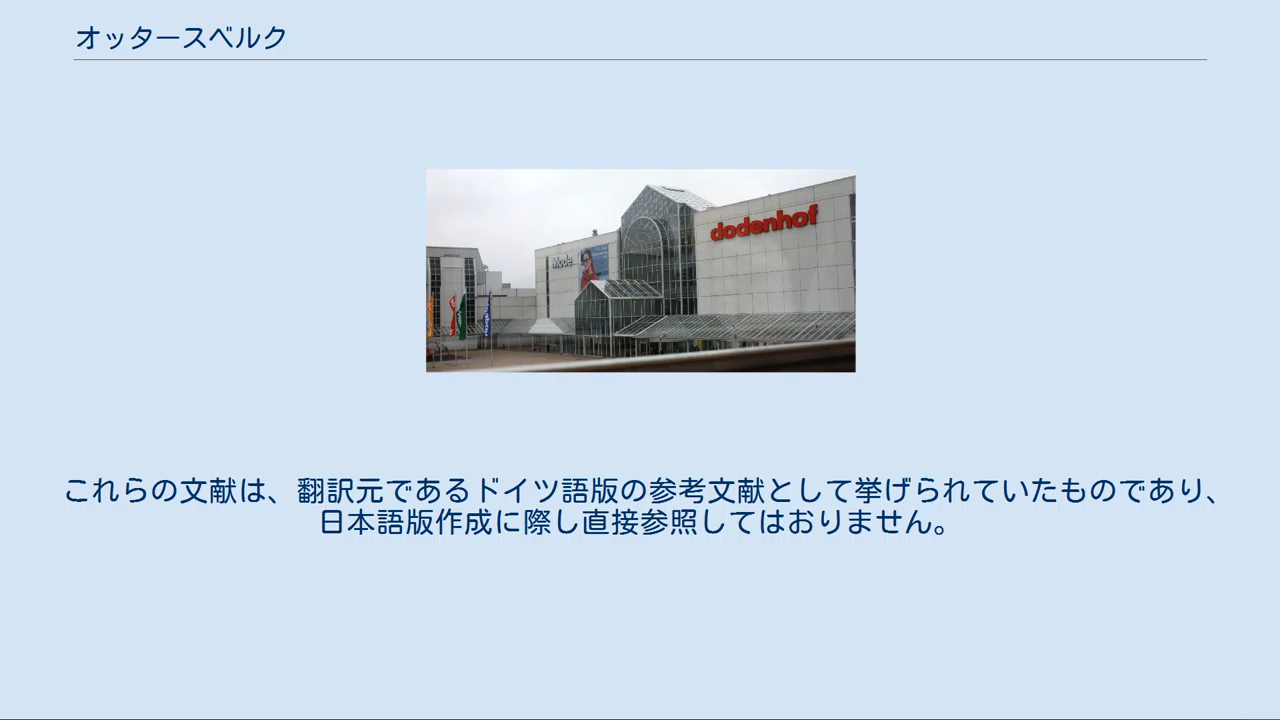 オッタースベルク
Mode
dodenhof
これらの文献は、翻訳元であるドイツ語版の参考文献として挙げられていたものであり、
日本語版作成に際し直接参照してはおりません。